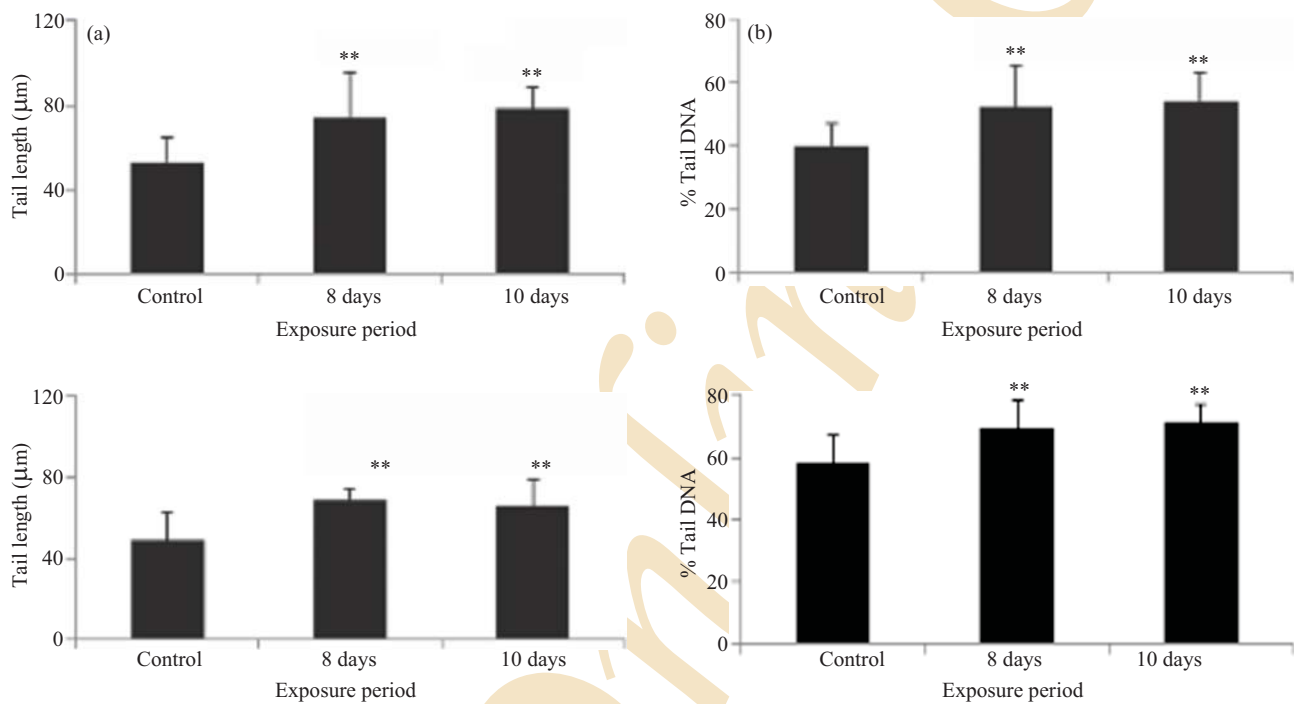 (a)
120
80
40
0
Tail length (µm)
**
**
Control 8 days 10 days
Exposure period
(b)
80
60
40
20
0
% Tail DNA
**
**
Control 8 days 10 days
Exposure period
120
80
40
0
Tail length (µm)
**
**
Control 8 days 10 days
Exposure period
80
60
40
20
0
% Tail DNA
**
**
Control 8 days 10 days
Exposure period